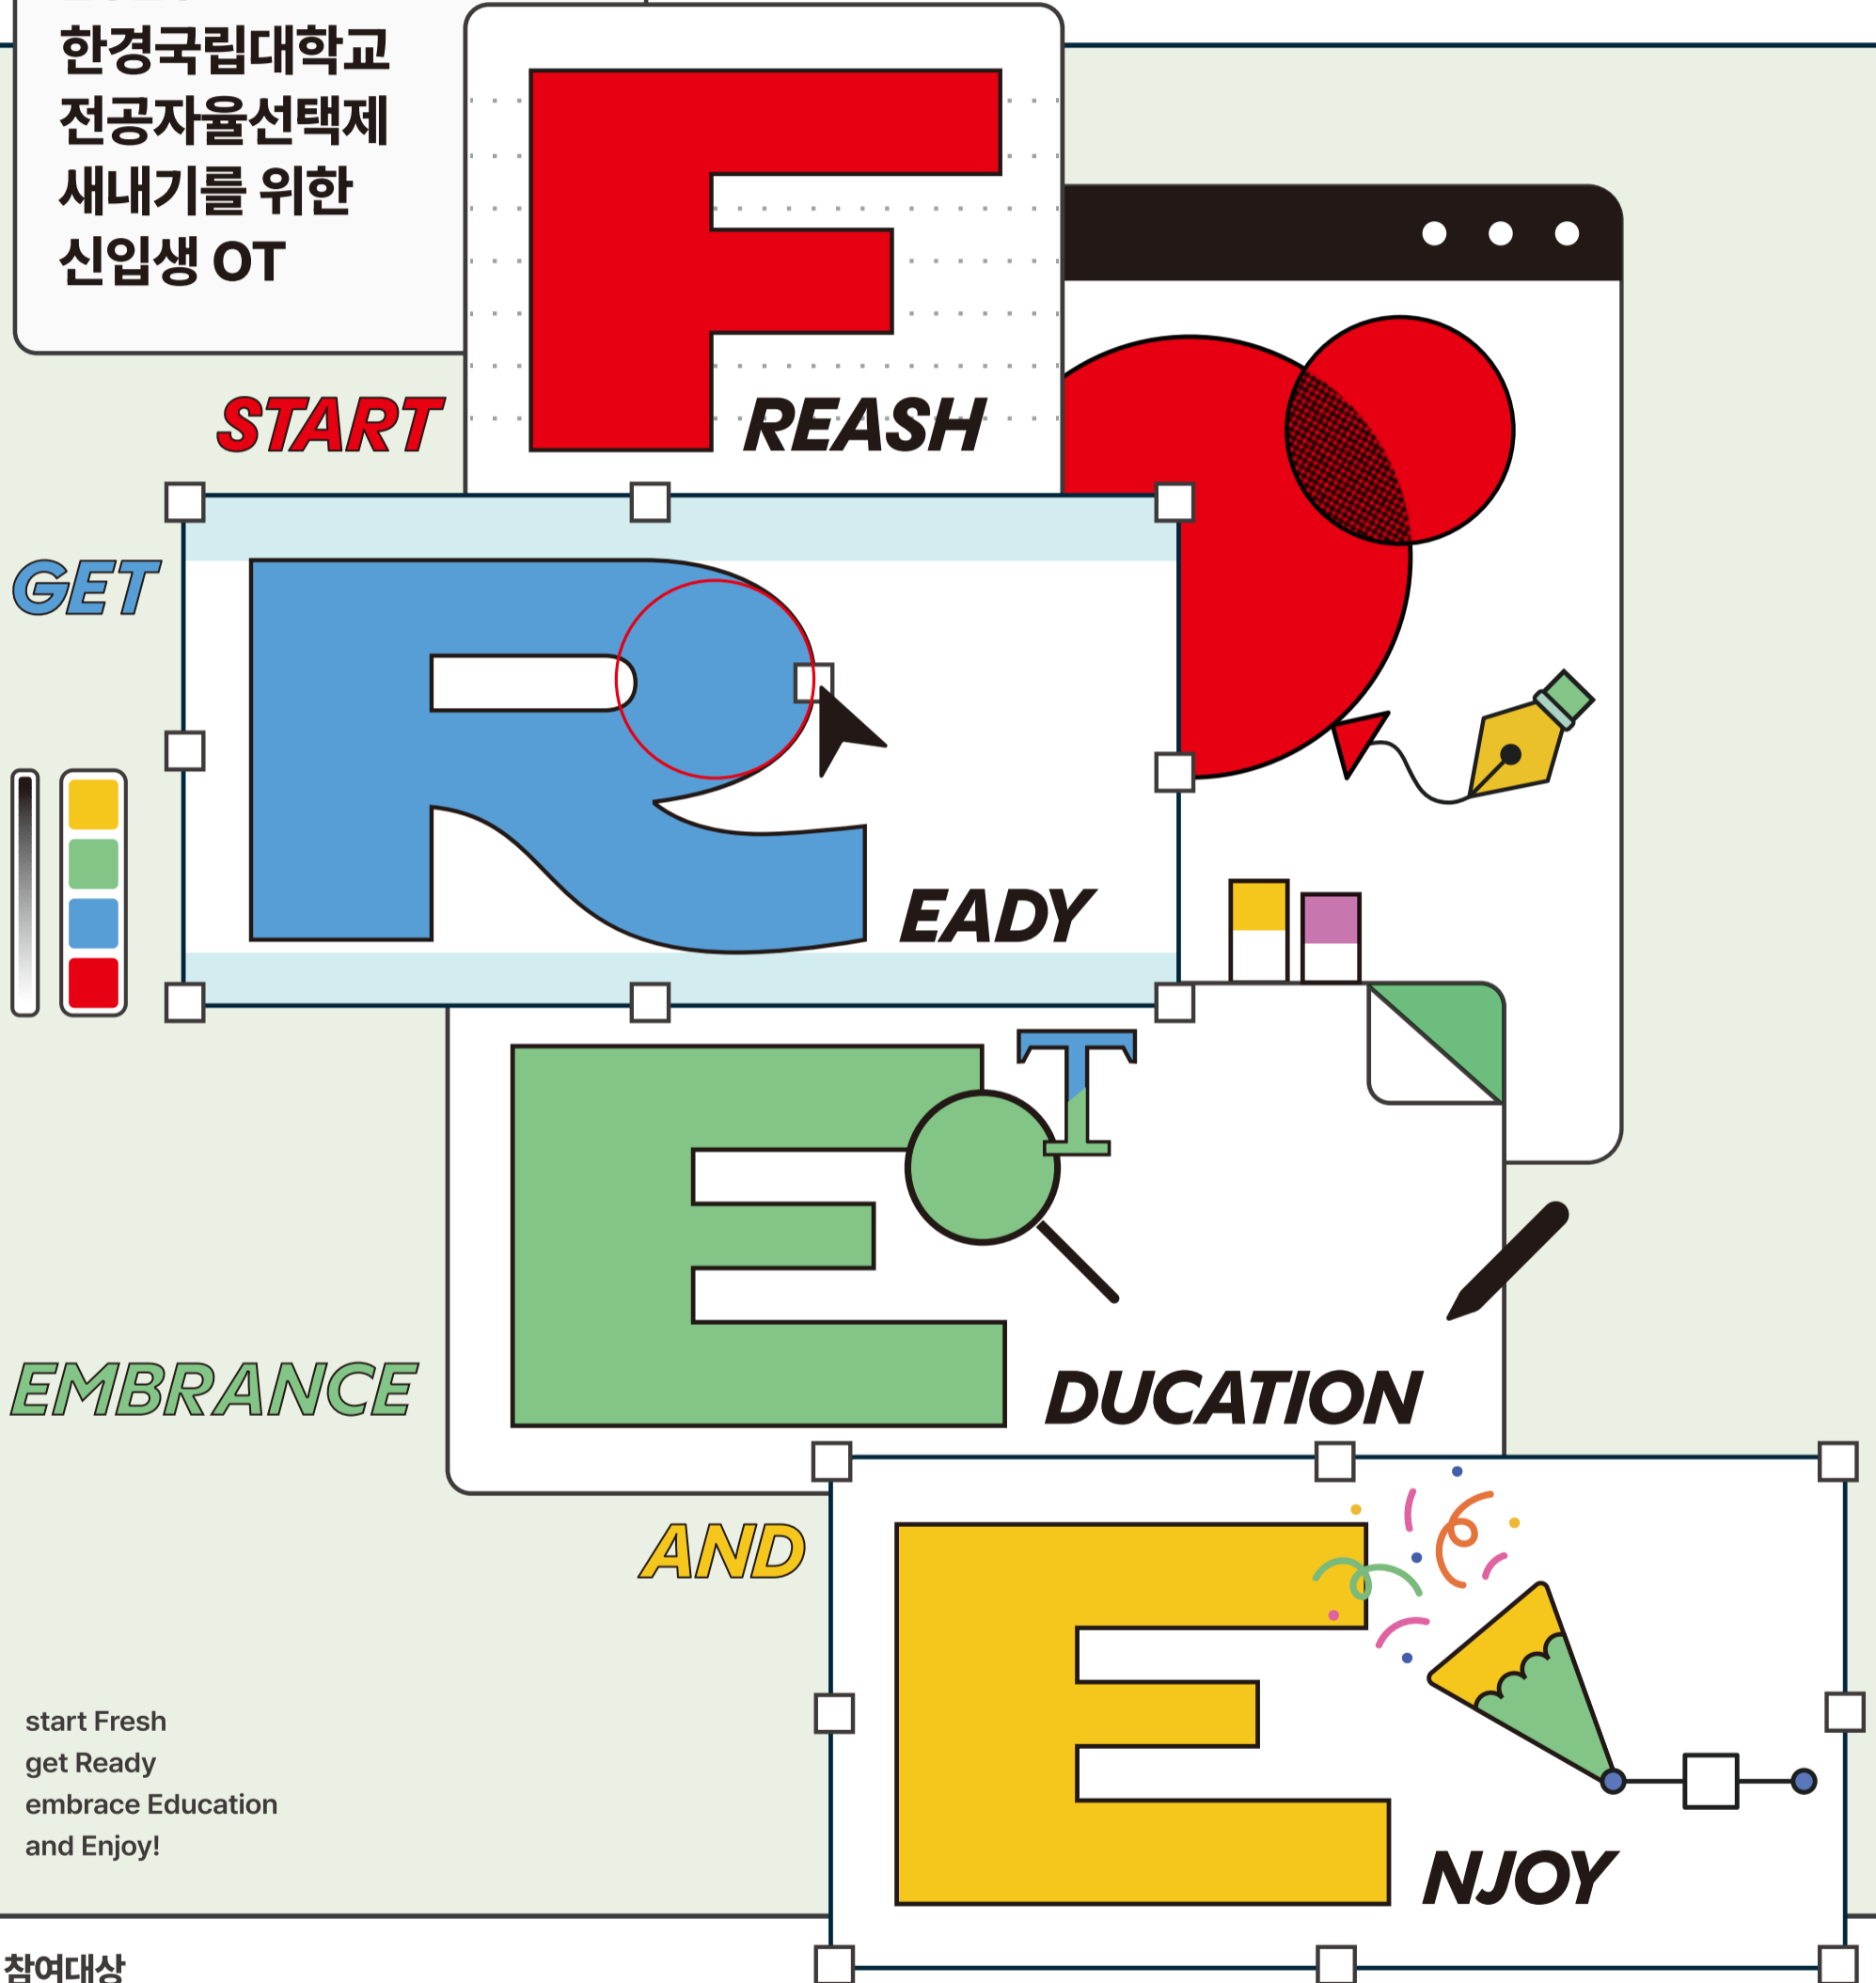 한경국립대학교
전공자율선택제
새내기를 위한
신입생 OT
START FREASH
GET READY
EMBRANCE EDUCATION
AND ENJOY
T
start Fresh
get Ready
embrace Education
and Enjoy!
참여대상